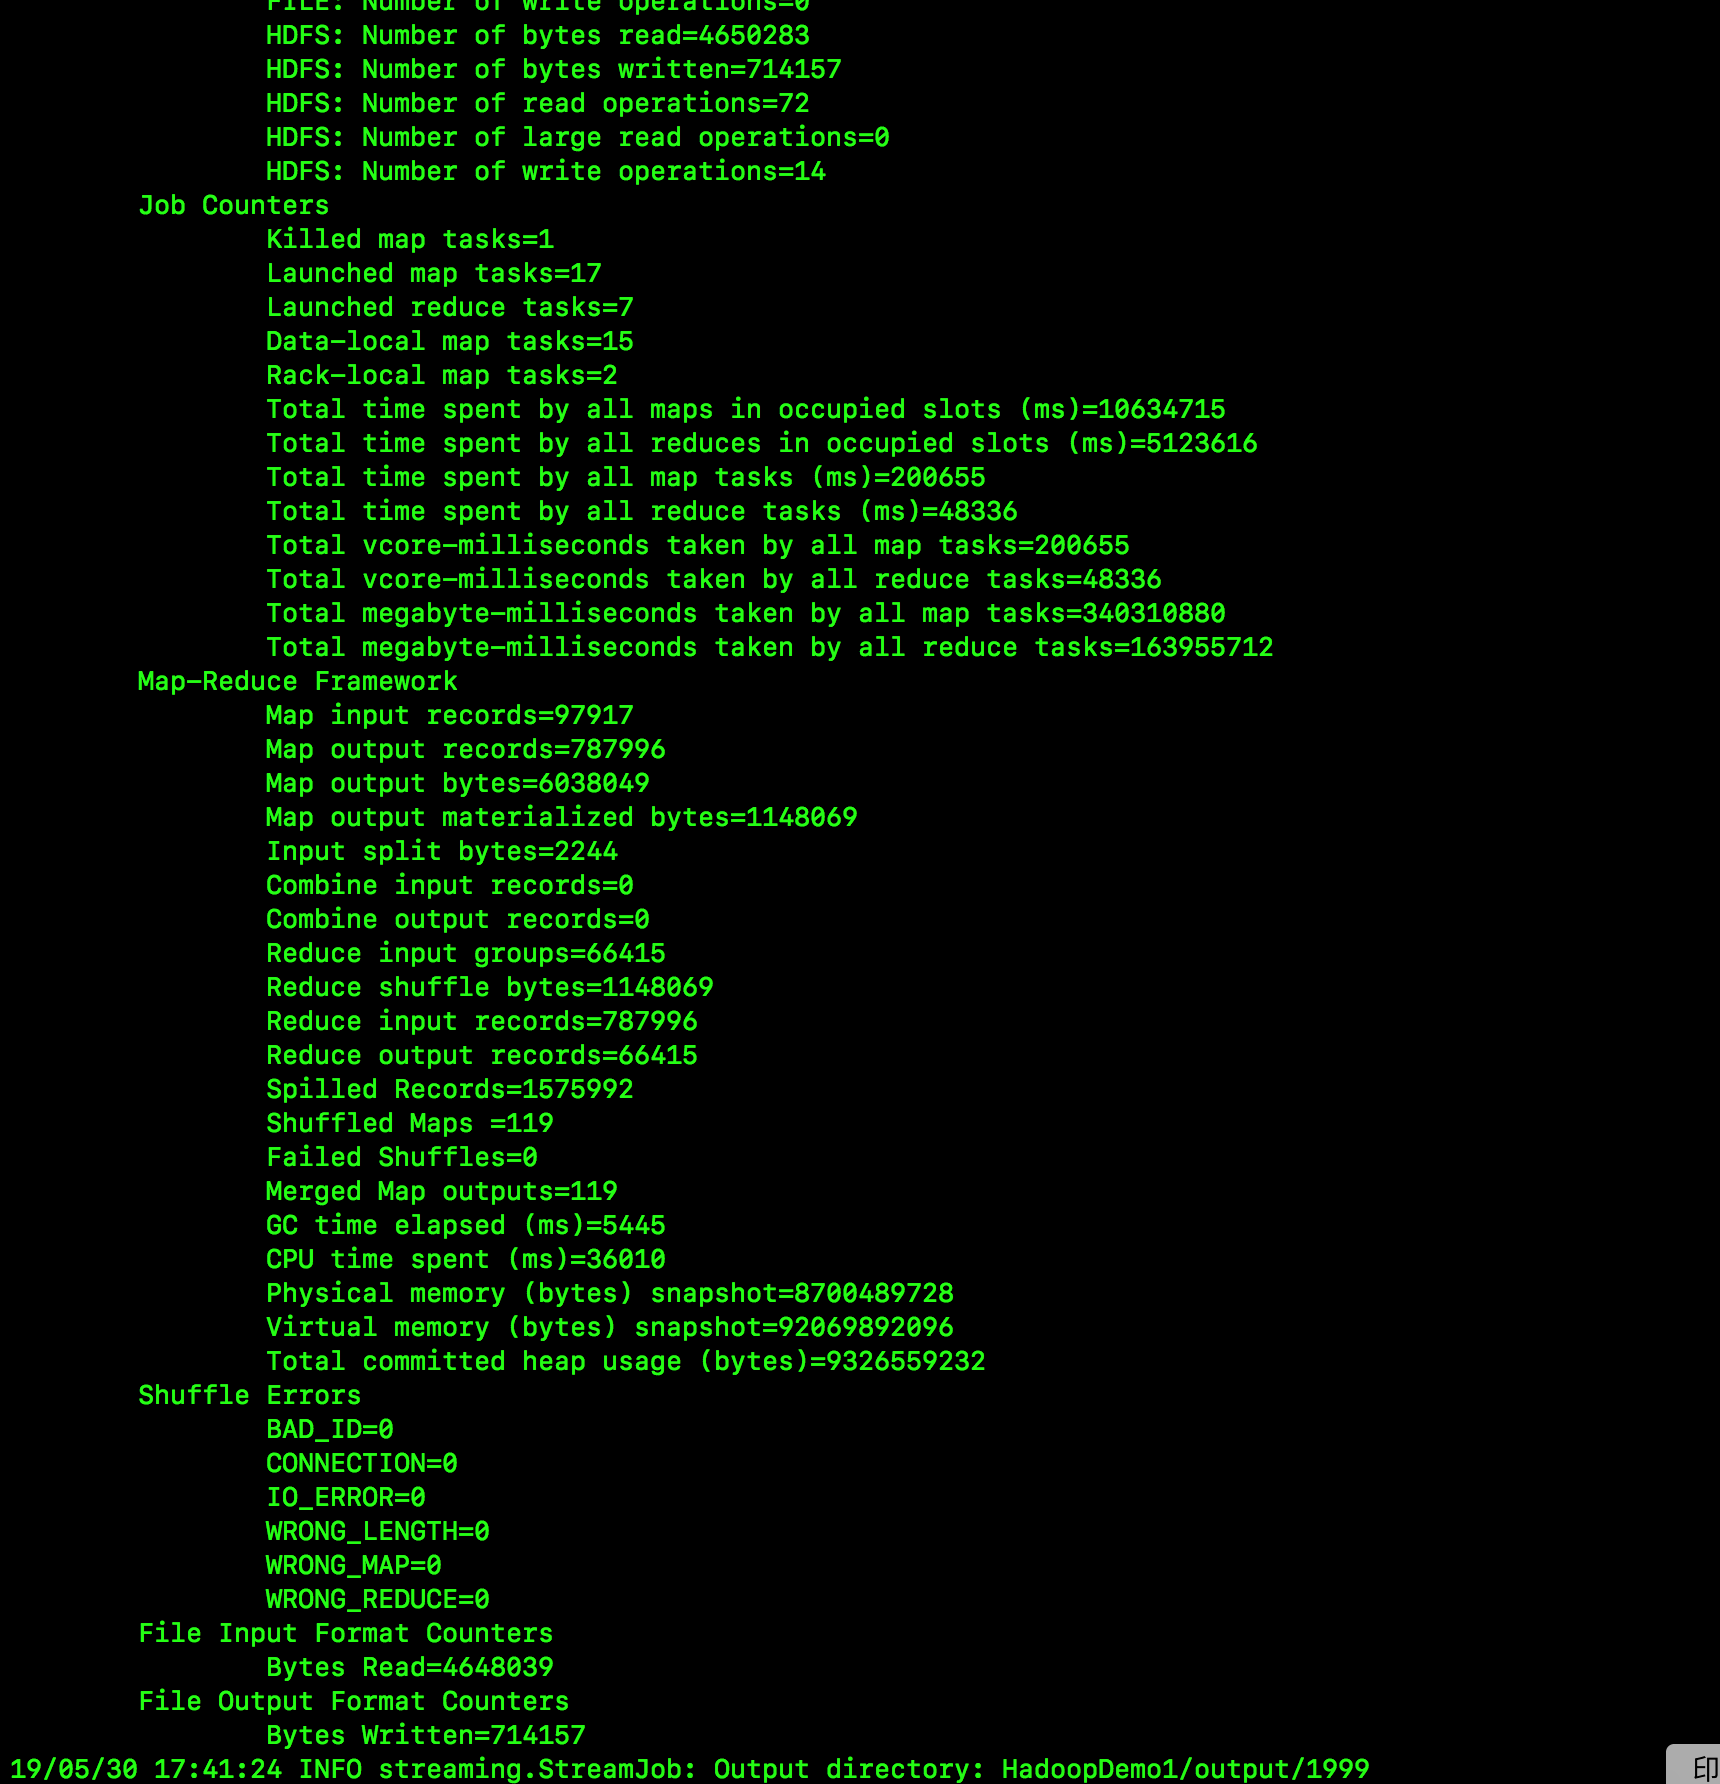 FILE: Number of write operations=0
HDFS: Number of bytes read=4650283
HDFS: Number of bytes written=714157
HDFS: Number of read operations=72
HDFS: Number of large read operations=0
HDFS: Number of write operations=14
Job Counters
Killed map tasks=1
Launched map tasks=17
Launched reduce tasks=7
Data-local map tasks=15
Rack-local map tasks=2
Total time spent by all maps in occupied slots (ms)=10634715
Total time spent by all reduces in occupied slots (ms)=5123616
Total time spent by all map tasks (ms)=200655
Total time spent by all reduce tasks (ms)=48336
Total vcore-milliseconds taken by all map tasks=200655
Total vcore-milliseconds taken by all reduce tasks=48336
Total megabyte-milliseconds taken by all map tasks=340310880
Total megabyte-milliseconds taken by all reduce tasks=163955712
Map-Reduce Framework
Map input records=97917
Map output records=787996
Map output bytes=6038049
Map output materialized bytes=1148069
Input split bytes=2244
Combine input records=0
Combine output records=0
Reduce input groups=66415
Reduce shuffle bytes=1148069
Reduce input records=787996
Reduce output records=66415
Spilled Records=1575992
Shuffled Maps =119
Failed Shuffles=0
Merged Map outputs=119
GC time elapsed (ms)=5445
CPU time spent (ms)=36010
Physical memory (bytes) snapshot=8700489728
Virtual memory (bytes) snapshot=92069892096
Total committed heap usage (bytes)=9326559232
Shuffle Errors
BAD_ID=0
CONNECTION=0
IO_ERROR=0
WRONG_LENGTH=0
WRONG_MAP=0
WRONG_REDUCE=0
File Input Format Counters
Bytes Read=4648039
File Output Format Counters
Bytes Written=714157
19/05/30 17:41:24 INFO streaming.StreamJob: Output directory: HadoopDemo1/output/1999
印